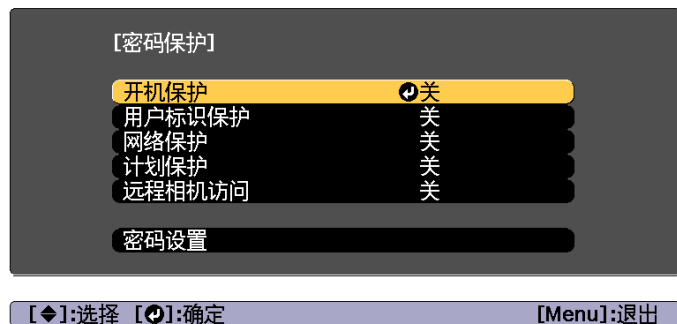 [密码保护]
开机保护 关
用户标识保护 关
网络保护 关
计划保护 关
远程相机访问 关
密码设置
[◆]:选择 [↵]:确定 [Menu]:退出